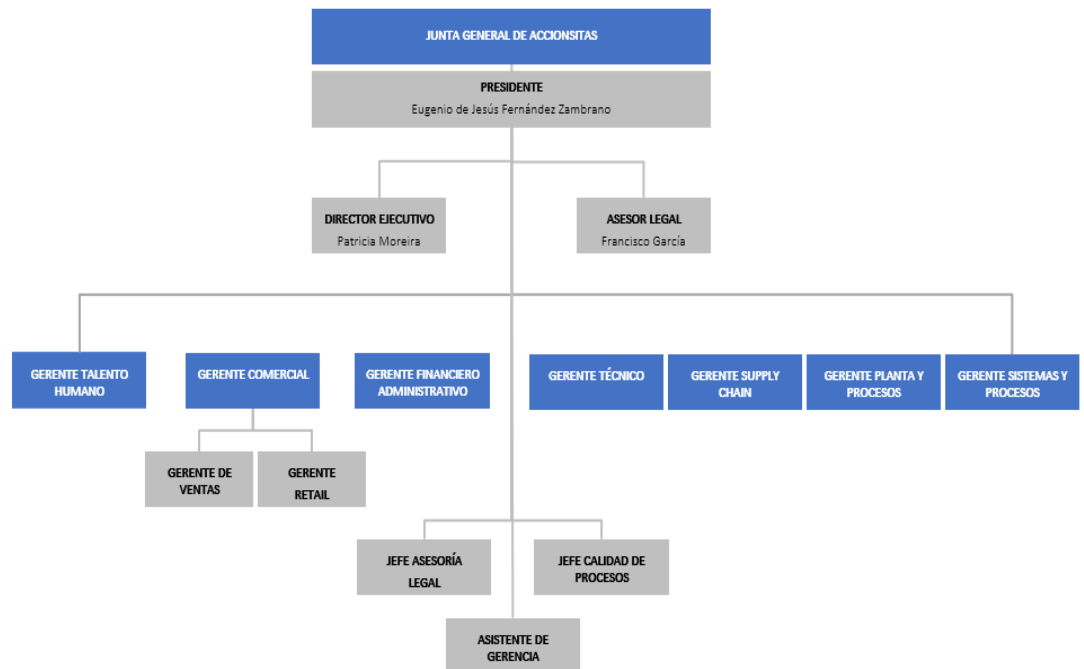 JUNTA GENERAL DE ACCIONSITAS
PRESIDENTE
Eugenio de Jesús Fernández Zambrano
DIRECTOR EJECUTIVO
Patricia Moreira
ASESOR LEGAL
Francisco García
GERENTE TALENTO
HUMANO
GERENTE COMERCIAL
GERENTE FINANCIERO
ADMINISTRATIVO
GERENTE TÉCNICO
GERENTE SUPPLY
CHAIN
GERENTE PLANTA Y
PROCESOS
GERENTE SISTEMAS Y
PROCESOS
GERENTE DE
VENTAS
GERENTE
RETAIL
JEFE ASESORÍA
LEGAL
JEFE CALIDAD DE
PROCESOS
ASISTENTE DE
GERENCIA